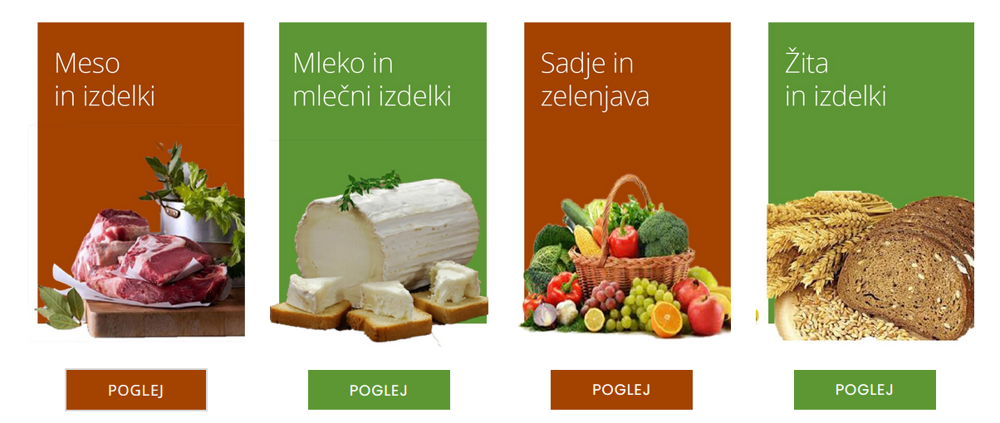 Meso
in izdelki
Mleko in
mlečni izdelki
Sadje in
zelenjava
Žita
in izdelki
POGLEJ
POGLEJ
POGLEJ
POGLEJ